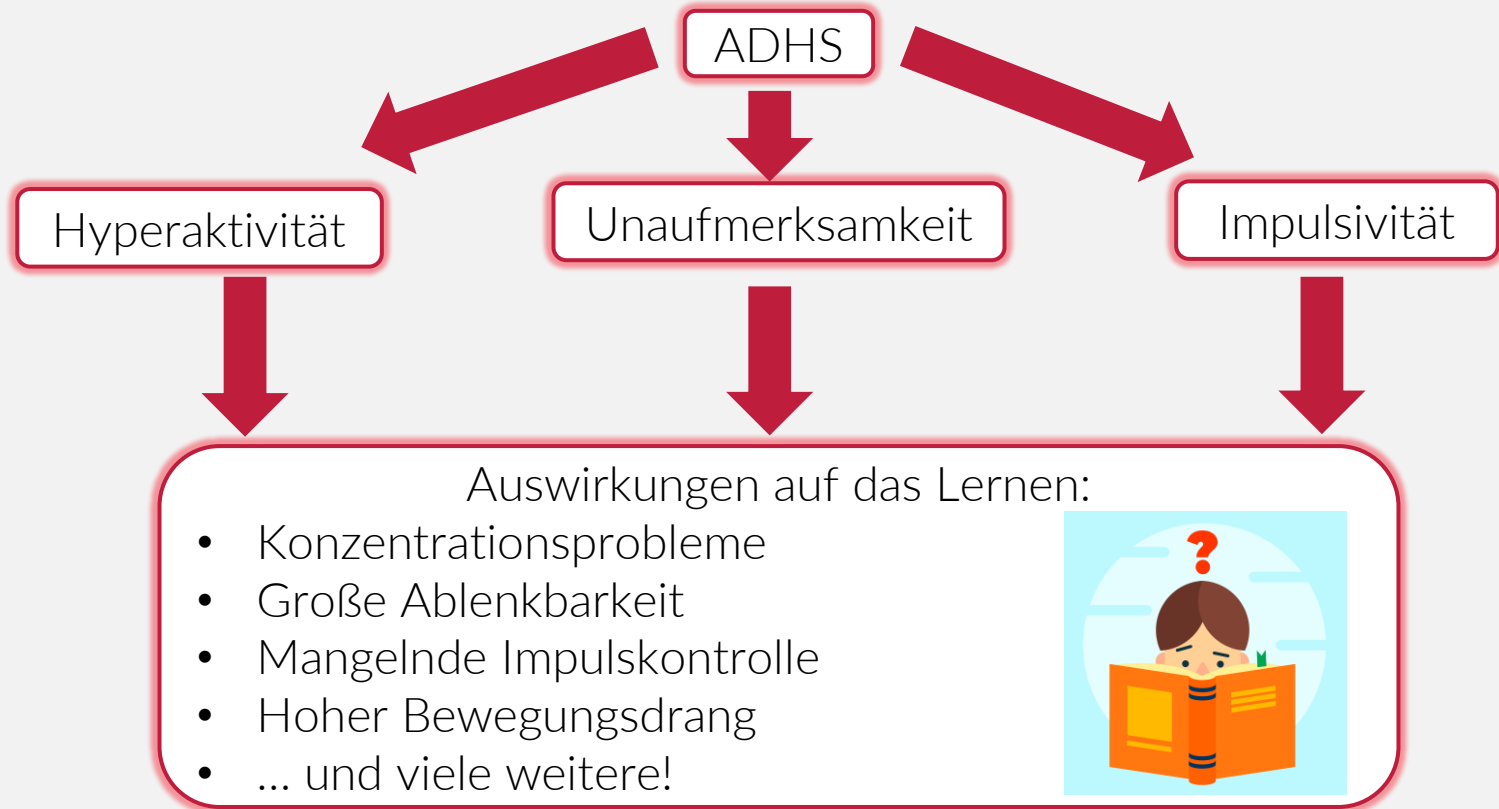 ADHS
Hyperaktivität
Unaufmerksamkeit
Impulsivität
Auswirkungen auf das Lernen:
• Konzentrationsprobleme
• Große Ablenkbarkeit
• Mangelnde Impulskontrolle
• Hoher Bewegungsdrang
• ... und viele weitere!
?